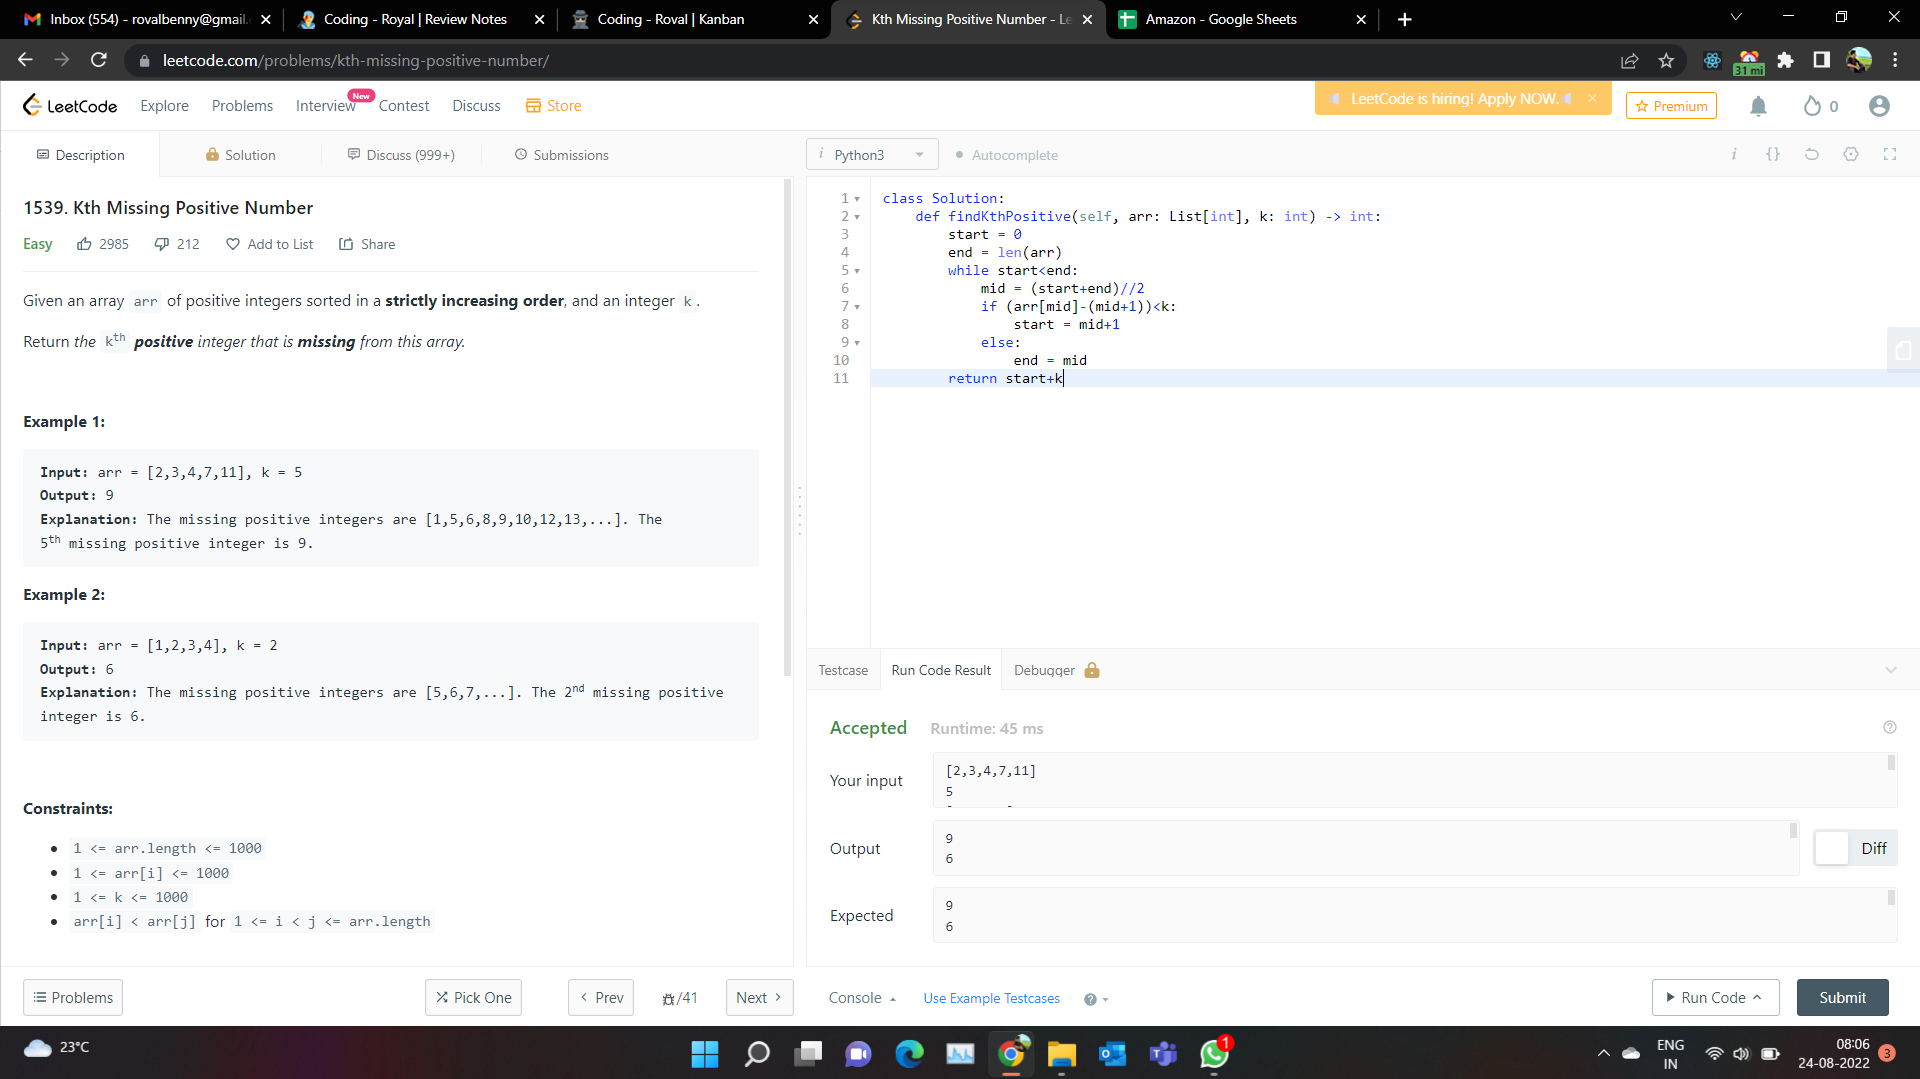 Inbox (554) - rovalbenny@gmail.
Coding - Royal | Review Notes
Coding - Roval | Kanban
Kth Missing Positive Number - Le
Amazon - Google Sheets
leetcode.com/problems/kth-missing-positive-number/
31 mi
LeetCode
Explore
Problems
Interview
New
Contest
Discuss
Store
LeetCode is hiring! Apply NOW.
Premium
0
Description
Solution
Discuss (999+)
Submissions
Python3
Autocomplete
1539. Kth Missing Positive Number
Easy
2985
212
Add to List
Share
Given an array arr of positive integers sorted in a strictly increasing order, and an integer k.
Return the kth positive integer that is missing from this array.
Example 1:
Input: arr = [2,3,4,7,11], k = 5
Output: 9
Explanation: The missing positive integers are [1,5,6,8,9,10,12,13,...]. The
5th missing positive integer is 9.
Example 2:
Input: arr = [1,2,3,4], k = 2
Output: 6
Explanation: The missing positive integers are [5,6,7,...]. The 2nd missing positive
integer is 6.
Constraints:
1 <= arr.length <= 1000
1 <= arr[i] <= 1000
1 <= k <= 1000
arr[i] < arr[j] for 1 <= i < j <= arr.length
Problems
Pick One
Prev
/41
Next
1 class Solution:
2 def findKthPositive(self, arr: List[int], k: int) -> int:
3 start = 0
4 end = len(arr)
5 while start<end:
6 mid = (start+end)//2
7 if (arr[mid]-(mid+1))<k:
8 start = mid+1
9 else:
10 end = mid
11 return start+k
Testcase
Run Code Result
Debugger
Accepted
Runtime: 45 ms
Your input
[2,3,4,7,11]
5
Output
9
6
Diff
Expected
9
6
Console
Use Example Testcases
Run Code
Submit
23°C
1
ENG
IN
08:06
24-08-2022
3